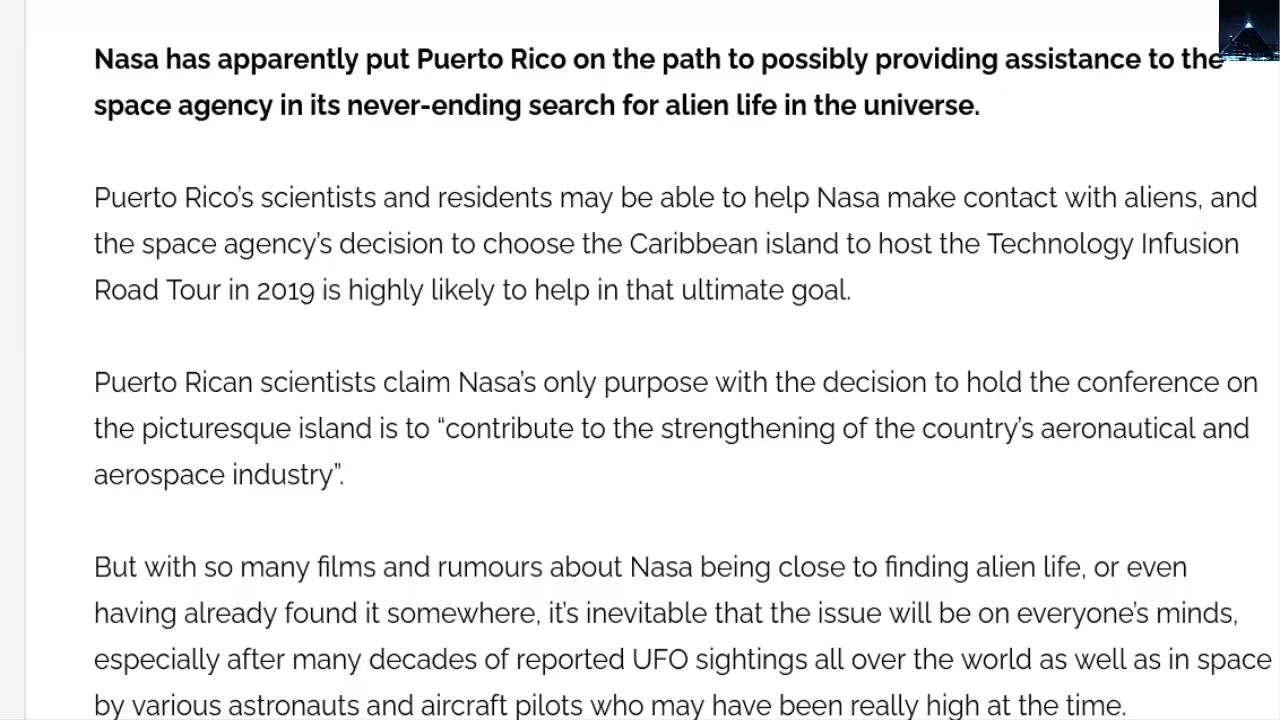 Nasa has apparently put Puerto Rico on the path to possibly providing assistance to the
space agency in its never-ending search for alien life in the universe.
Puerto Rico’s scientists and residents may be able to help Nasa make contact with aliens, and
the space agency’s decision to choose the Caribbean island to host the Technology Infusion
Road Tour in 2019 is highly likely to help in that ultimate goal.
Puerto Rican scientists claim Nasa’s only purpose with the decision to hold the conference on
the picturesque island is to “contribute to the strengthening of the country’s aeronautical and
aerospace industry”.
But with so many films and rumours about Nasa being close to finding alien life, or even
having already found it somewhere, it’s inevitable that the issue will be on everyone’s minds,
especially after many decades of reported UFO sightings all over the world as well as in space
by various astronauts and aircraft pilots who may have been really high at the time.